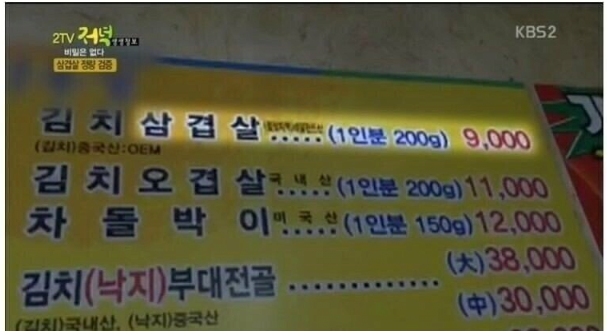 2TV 저녁 생생정보
KBS2
비밀은 없다
삼겹살 정량 검증
김치삼겹살 ..... (1인분 200g) 9,000
(김치)중국산:OEM
김치오겹살 국내산 ..... (1인분 200g) 11,000
차돌박이 미국산 ..... (1인분 150g) 12,000
김치(낙지)부대전골 ............ (大)38,000
(中)30,000
(김치)국내산, (낙지)중국산